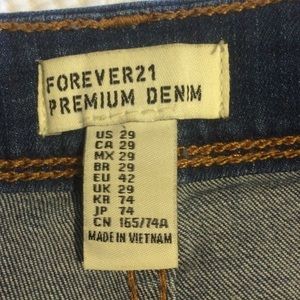 FOREVER21
PREMIUM DENIM
US 29
CA 29
MX 29
BR 29
EU 42
UK 29
KR 74
JP 74
CN 165/74A
MADE IN VIETNAM